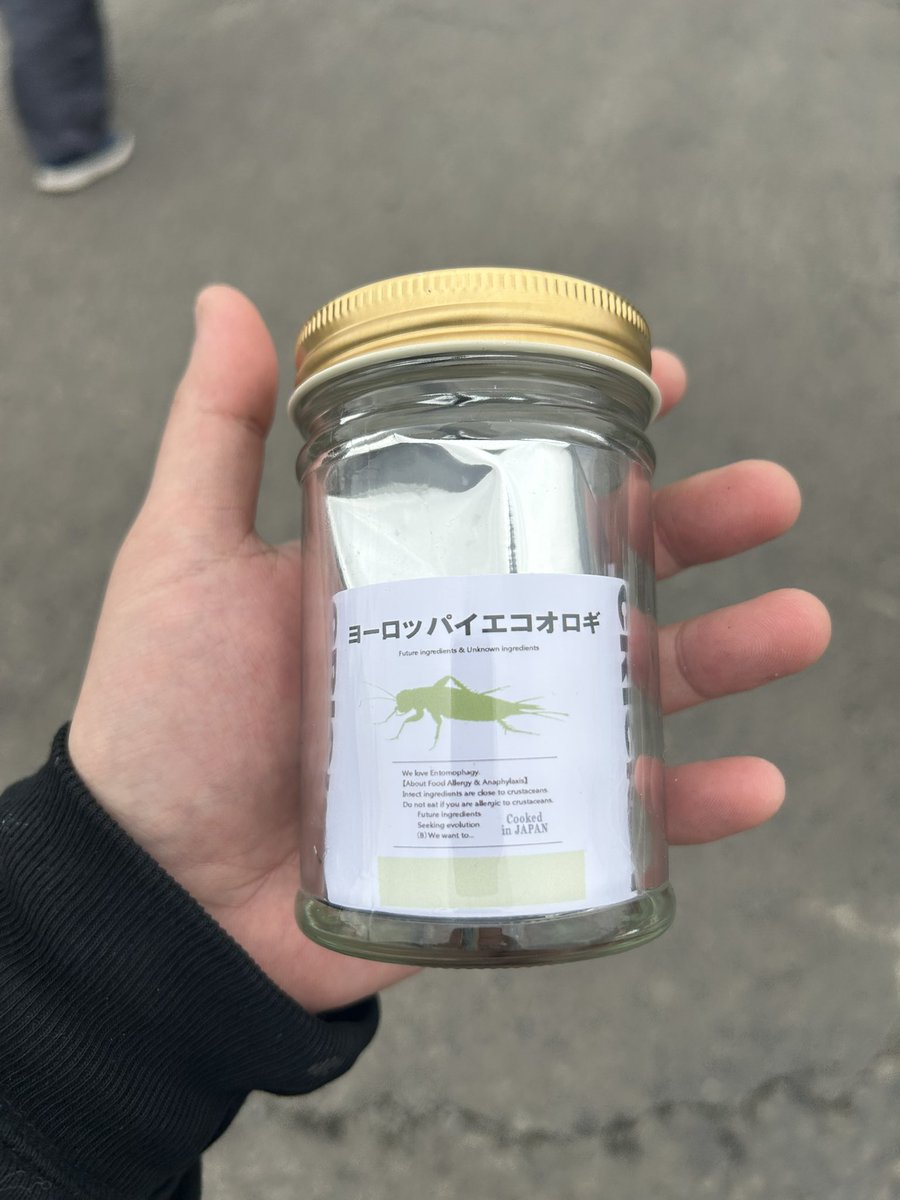 ヨーロッパイエコオロギ
Future ingredients & Unknown ingredients
We love Entomophagy.
【About Food Allergy & Anaphylaxis】
Insect ingredients are close to crustaceans.
Do not eat if you are allergic to crustaceans.
Future ingredients
Seeking evolution
(B) We want to...
Cooked
in JAPAN